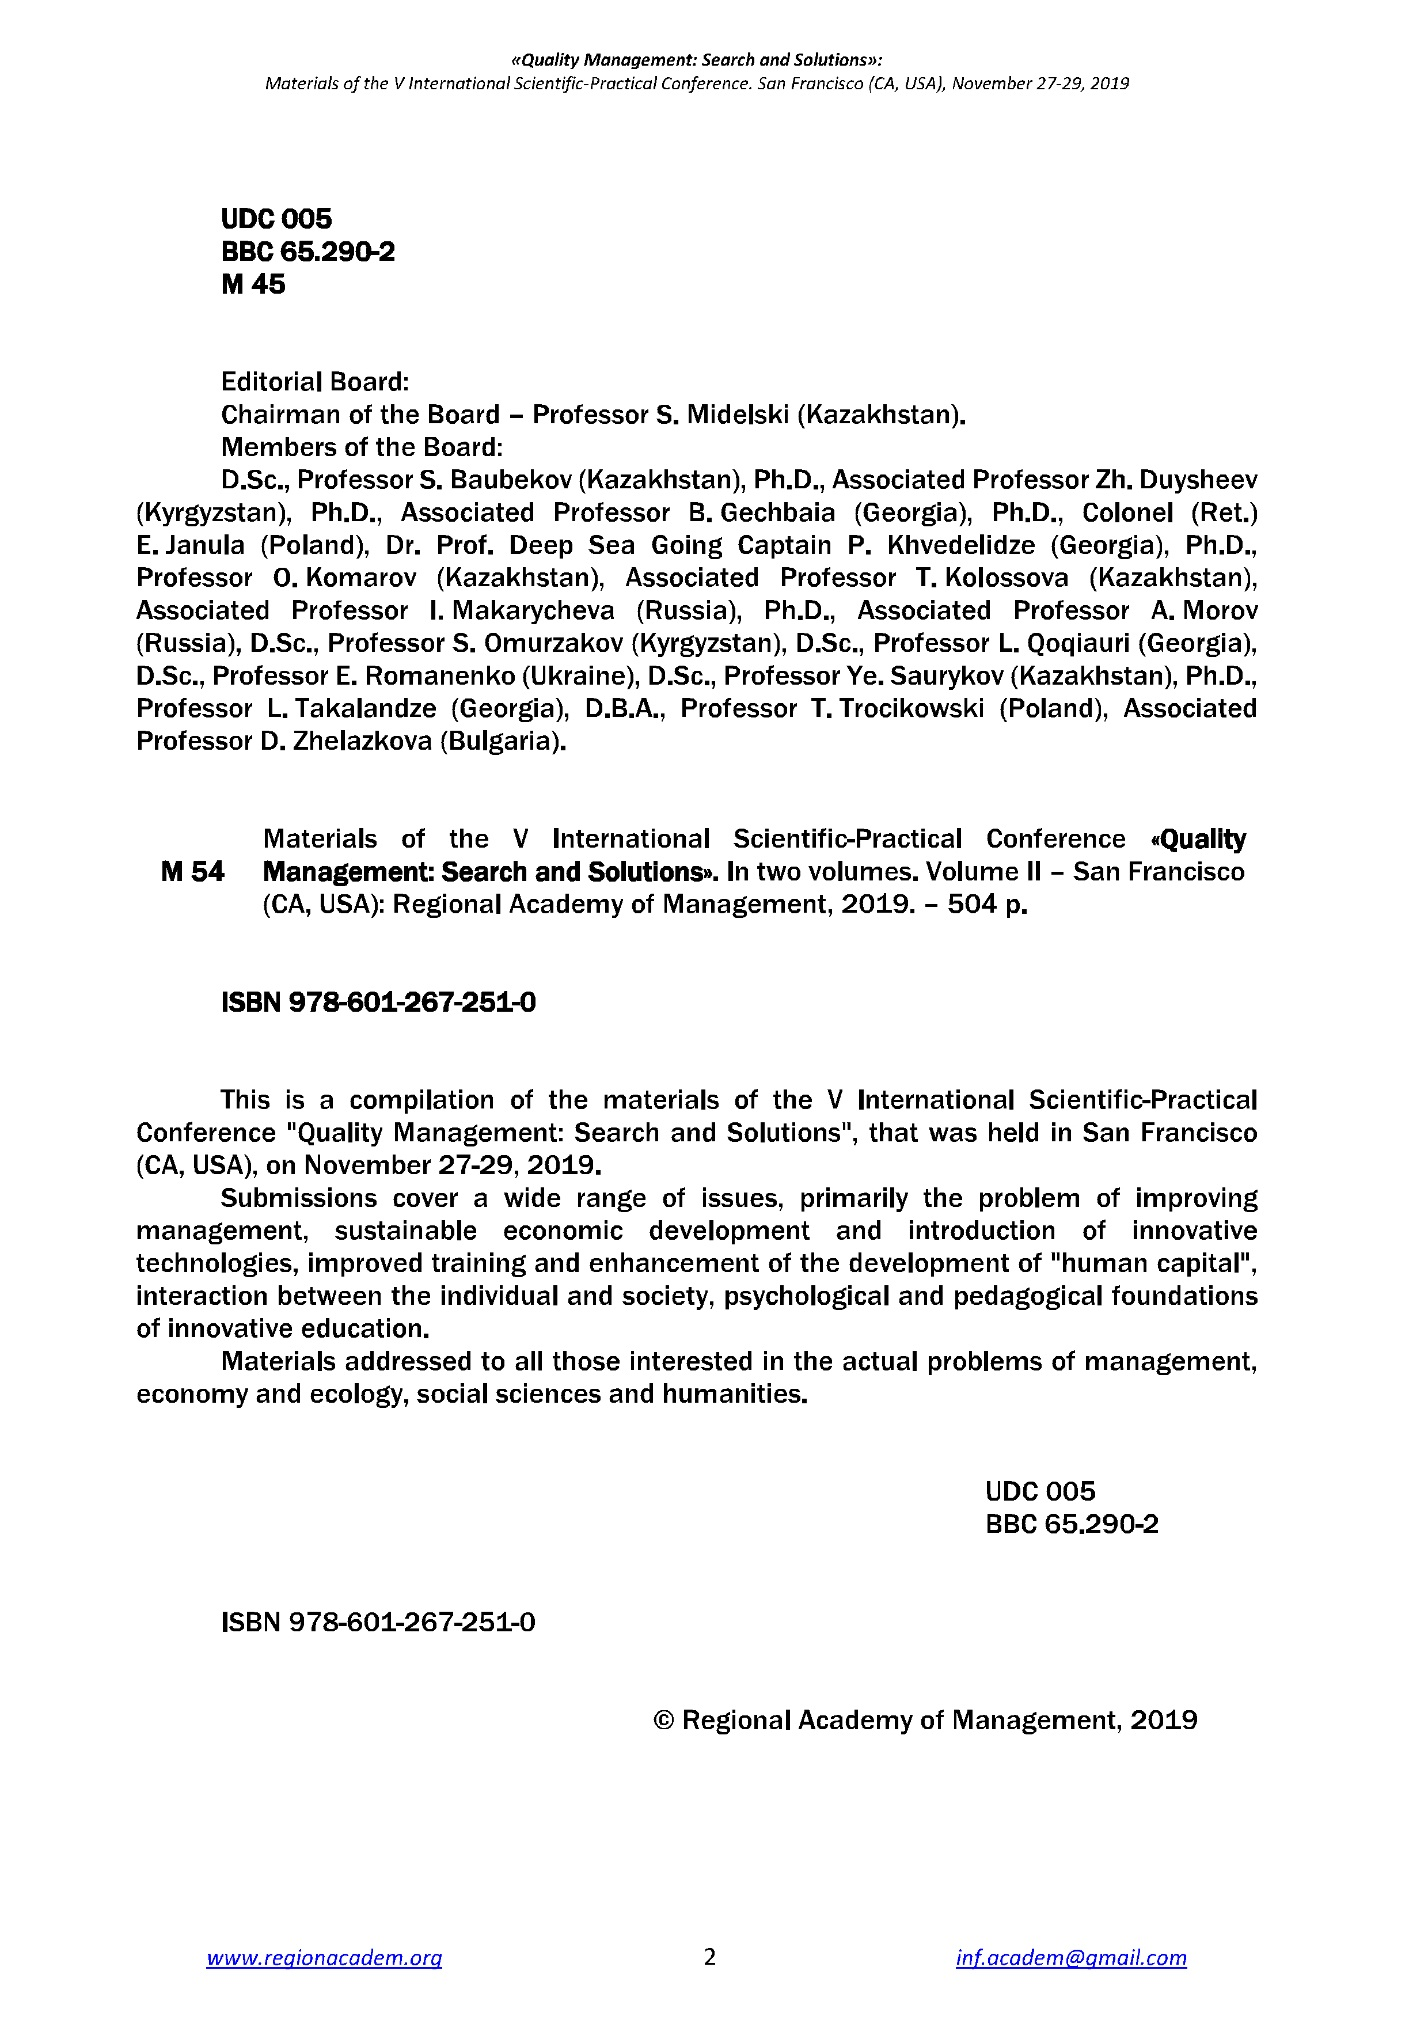 «Quality Management: Search and Solutions»:
Materials of the V International Scientific-Practical Conference. San Francisco (CA, USA), November 27-29, 2019
UDC 005
BBC 65.290-2
M 45
Editorial Board:
Chairman of the Board – Professor S. Midelski (Kazakhstan).
Members of the Board:
D.Sc., Professor S. Baubekov (Kazakhstan), Ph.D., Associated Professor Zh. Duysheev
(Kyrgyzstan), Ph.D., Associated Professor B. Gechbaia (Georgia), Ph.D., Colonel (Ret.)
E. Janula (Poland), Dr. Prof. Deep Sea Going Captain P. Khvedelidze (Georgia), Ph.D.,
Professor O. Komarov (Kazakhstan), Associated Professor T. Kolossova (Kazakhstan),
Associated Professor I. Makarycheva (Russia), Ph.D., Associated Professor A. Morov
(Russia), D.Sc., Professor S. Omurzakov (Kyrgyzstan), D.Sc., Professor L. Qoqiauri (Georgia),
D.Sc., Professor E. Romanenko (Ukraine), D.Sc., Professor Ye. Saurykov (Kazakhstan), Ph.D.,
Professor L. Takalandze (Georgia), D.B.A., Professor T. Trocikowski (Poland), Associated
Professor D. Zhelazkova (Bulgaria).
Materials of the V International Scientific-Practical Conference «Quality
M 54 Management: Search and Solutions». In two volumes. Volume II – San Francisco
(CA, USA): Regional Academy of Management, 2019. – 504 p.
ISBN 978-601-267-251-0
This is a compilation of the materials of the V International Scientific-Practical
Conference "Quality Management: Search and Solutions", that was held in San Francisco
(CA, USA), on November 27-29, 2019.
Submissions cover a wide range of issues, primarily the problem of improving
management, sustainable economic development and introduction of innovative
technologies, improved training and enhancement of the development of "human capital",
interaction between the individual and society, psychological and pedagogical foundations
of innovative education.
Materials addressed to all those interested in the actual problems of management,
economy and ecology, social sciences and humanities.
UDC 005
BBC 65.290-2
ISBN 978-601-267-251-0
© Regional Academy of Management, 2019
www.regionacadem.org 2 inf.academ@gmail.com